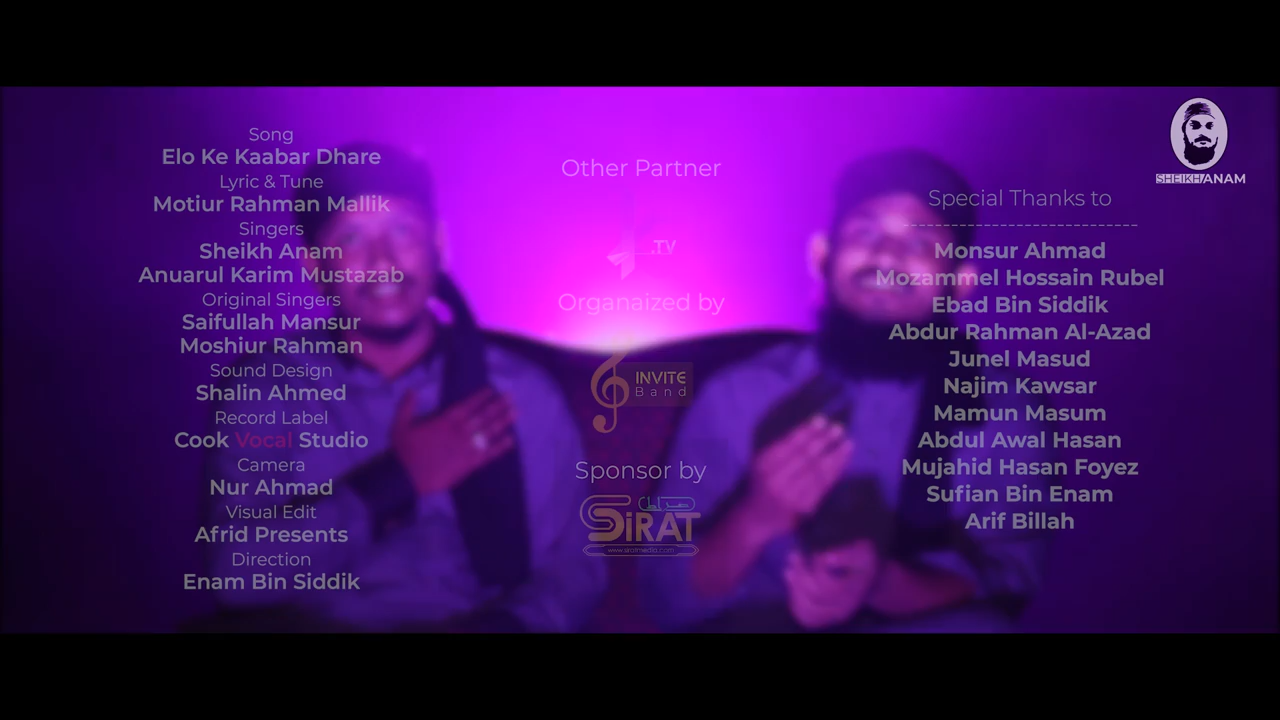 Song
Elo Ke Kaabar Dhare
Lyric & Tune
Motiur Rahman Mallik
Singers
Sheikh Anam
Anuarul Karim Mustazab
Original Singers
Saifullah Mansur
Moshiur Rahman
Sound Design
Shalin Ahmed
Record Label
Cook Vocal Studio
Camera
Nur Ahmad
Visual Edit
Afrid Presents
Direction
Enam Bin Siddik
Other Partner
.TV
Organaized by
INVITE
Band
Sponsor by
SiRAT
www.siratmedia.com
SHEIKHANAM
Special Thanks to
---------------------------
Monsur Ahmad
Mozammel Hossain Rubel
Ebad Bin Siddik
Abdur Rahman Al-Azad
Junel Masud
Najim Kawsar
Mamun Masum
Abdul Awal Hasan
Mujahid Hasan Foyez
Sufian Bin Enam
Arif Billah